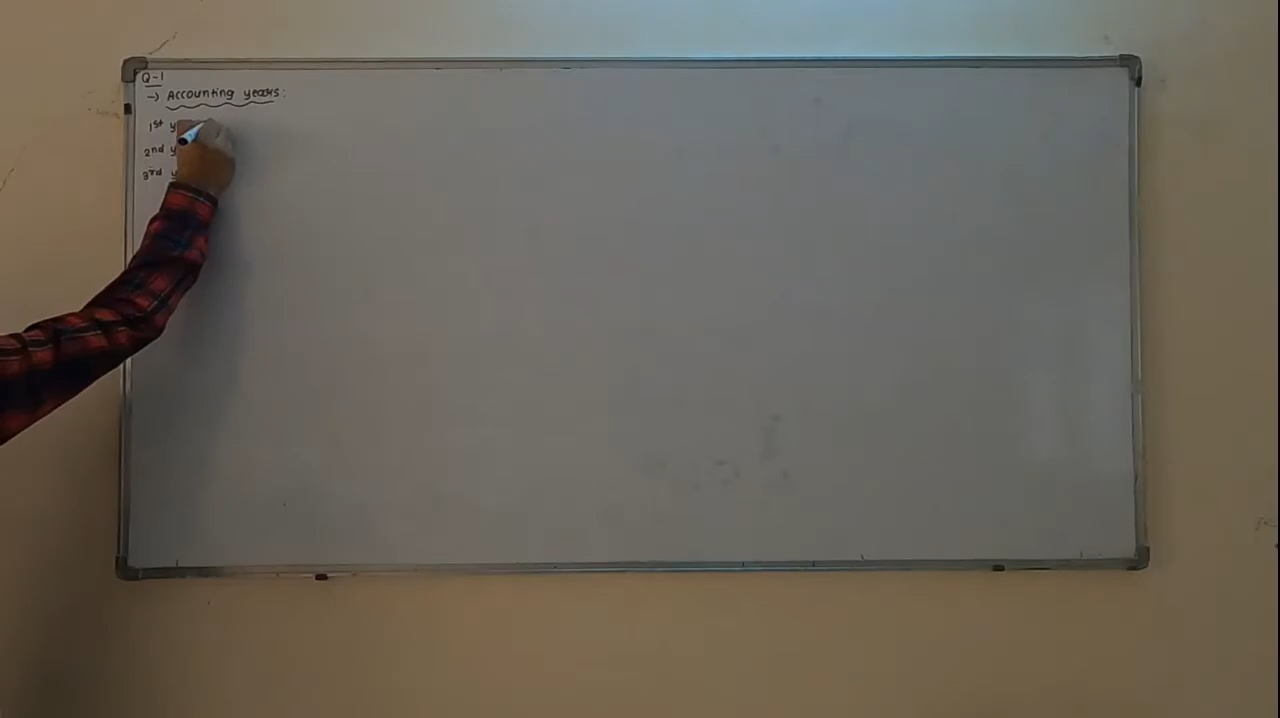 Q-1
→ Accounting years:
1st y
2nd y
3rd y